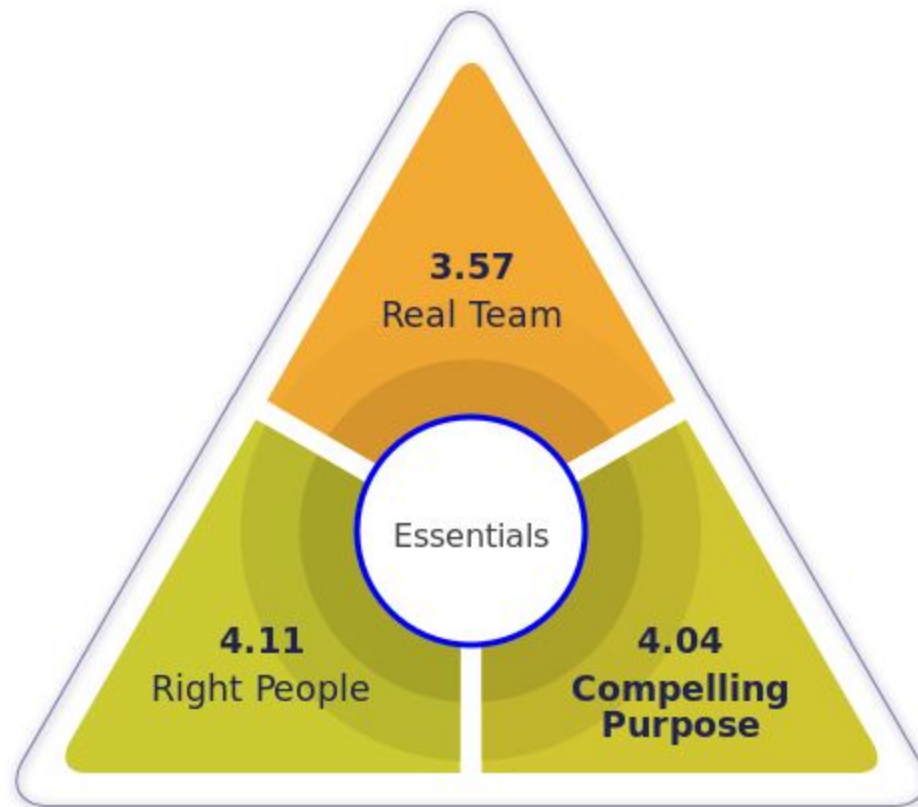 3.57
Real Team
Essentials
4.11
Right People
4.04
Compelling
Purpose